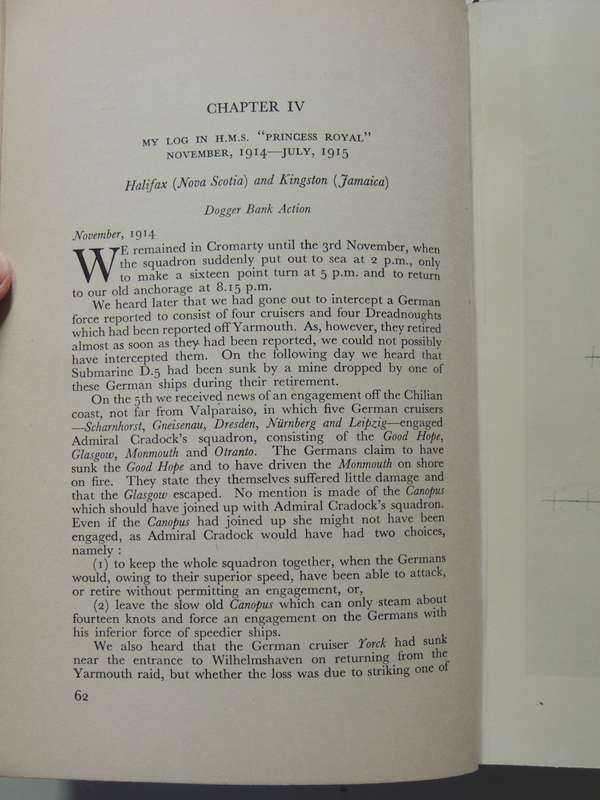 CHAPTER IV
MY LOG IN H.M.S. "PRINCESS ROYAL"
NOVEMBER, 1914—JULY, 1915
Halifax (Nova Scotia) and Kingston (Jamaica)
Dogger Bank Action
November, 1914
WE remained in Cromarty until the 3rd November, when
the squadron suddenly put out to sea at 2 p.m., only
to make a sixteen point turn at 5 p.m. and to return
to our old anchorage at 8.15 p.m.
We heard later that we had gone out to intercept a German
force reported to consist of four cruisers and four Dreadnoughts
which had been reported off Yarmouth. As, however, they retired
almost as soon as they had been reported, we could not possibly
have intercepted them. On the following day we heard that
Submarine D.5 had been sunk by a mine dropped by one of
these German ships during their retirement.
On the 5th we received news of an engagement off the Chilian
coast, not far from Valparaiso, in which five German cruisers
—Scharnhorst, Gneisenau, Dresden, Nürnberg and Leipzig—engaged
Admiral Cradock's squadron, consisting of the Good Hope,
Glasgow, Monmouth and Otranto. The Germans claim to have
sunk the Good Hope and to have driven the Monmouth on shore
on fire. They state they themselves suffered little damage and
that the Glasgow escaped. No mention is made of the Canopus
which should have joined up with Admiral Cradock's squadron.
Even if the Canopus had joined up she might not have been
engaged, as Admiral Cradock would have had two choices,
namely :
(1) to keep the whole squadron together, when the Germans
would, owing to their superior speed, have been able to attack,
or retire without permitting an engagement, or,
(2) leave the slow old Canopus which can only steam about
fourteen knots and force an engagement on the Germans with
his inferior force of speedier ships.
We also heard that the German cruiser Yorck had sunk
near the entrance to Wilhelmshaven on returning from the
Yarmouth raid, but whether the loss was due to striking one of
62